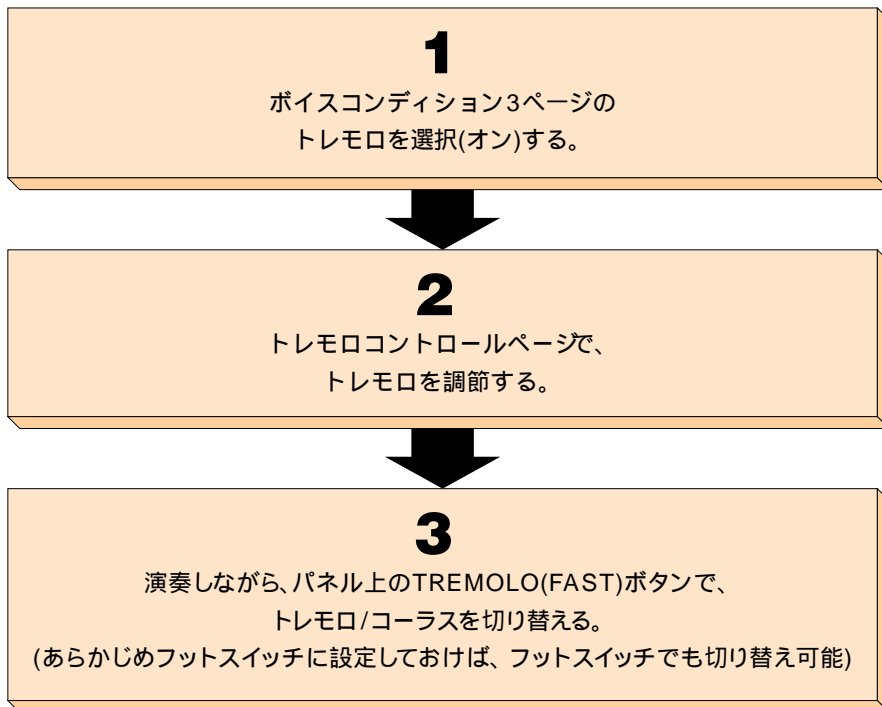 1
ボイスコンディション3ページの
トレモロを選択(オン)する。
2
トレモロコントロールページで、
トレモロを調節する。
3
演奏しながら、パネル上のTREMOLO(FAST)ボタンで、
トレモロ/コーラスを切り替える。
(あらかじめフットスイッチに設定しておけば、フットスイッチでも切り替え可能)